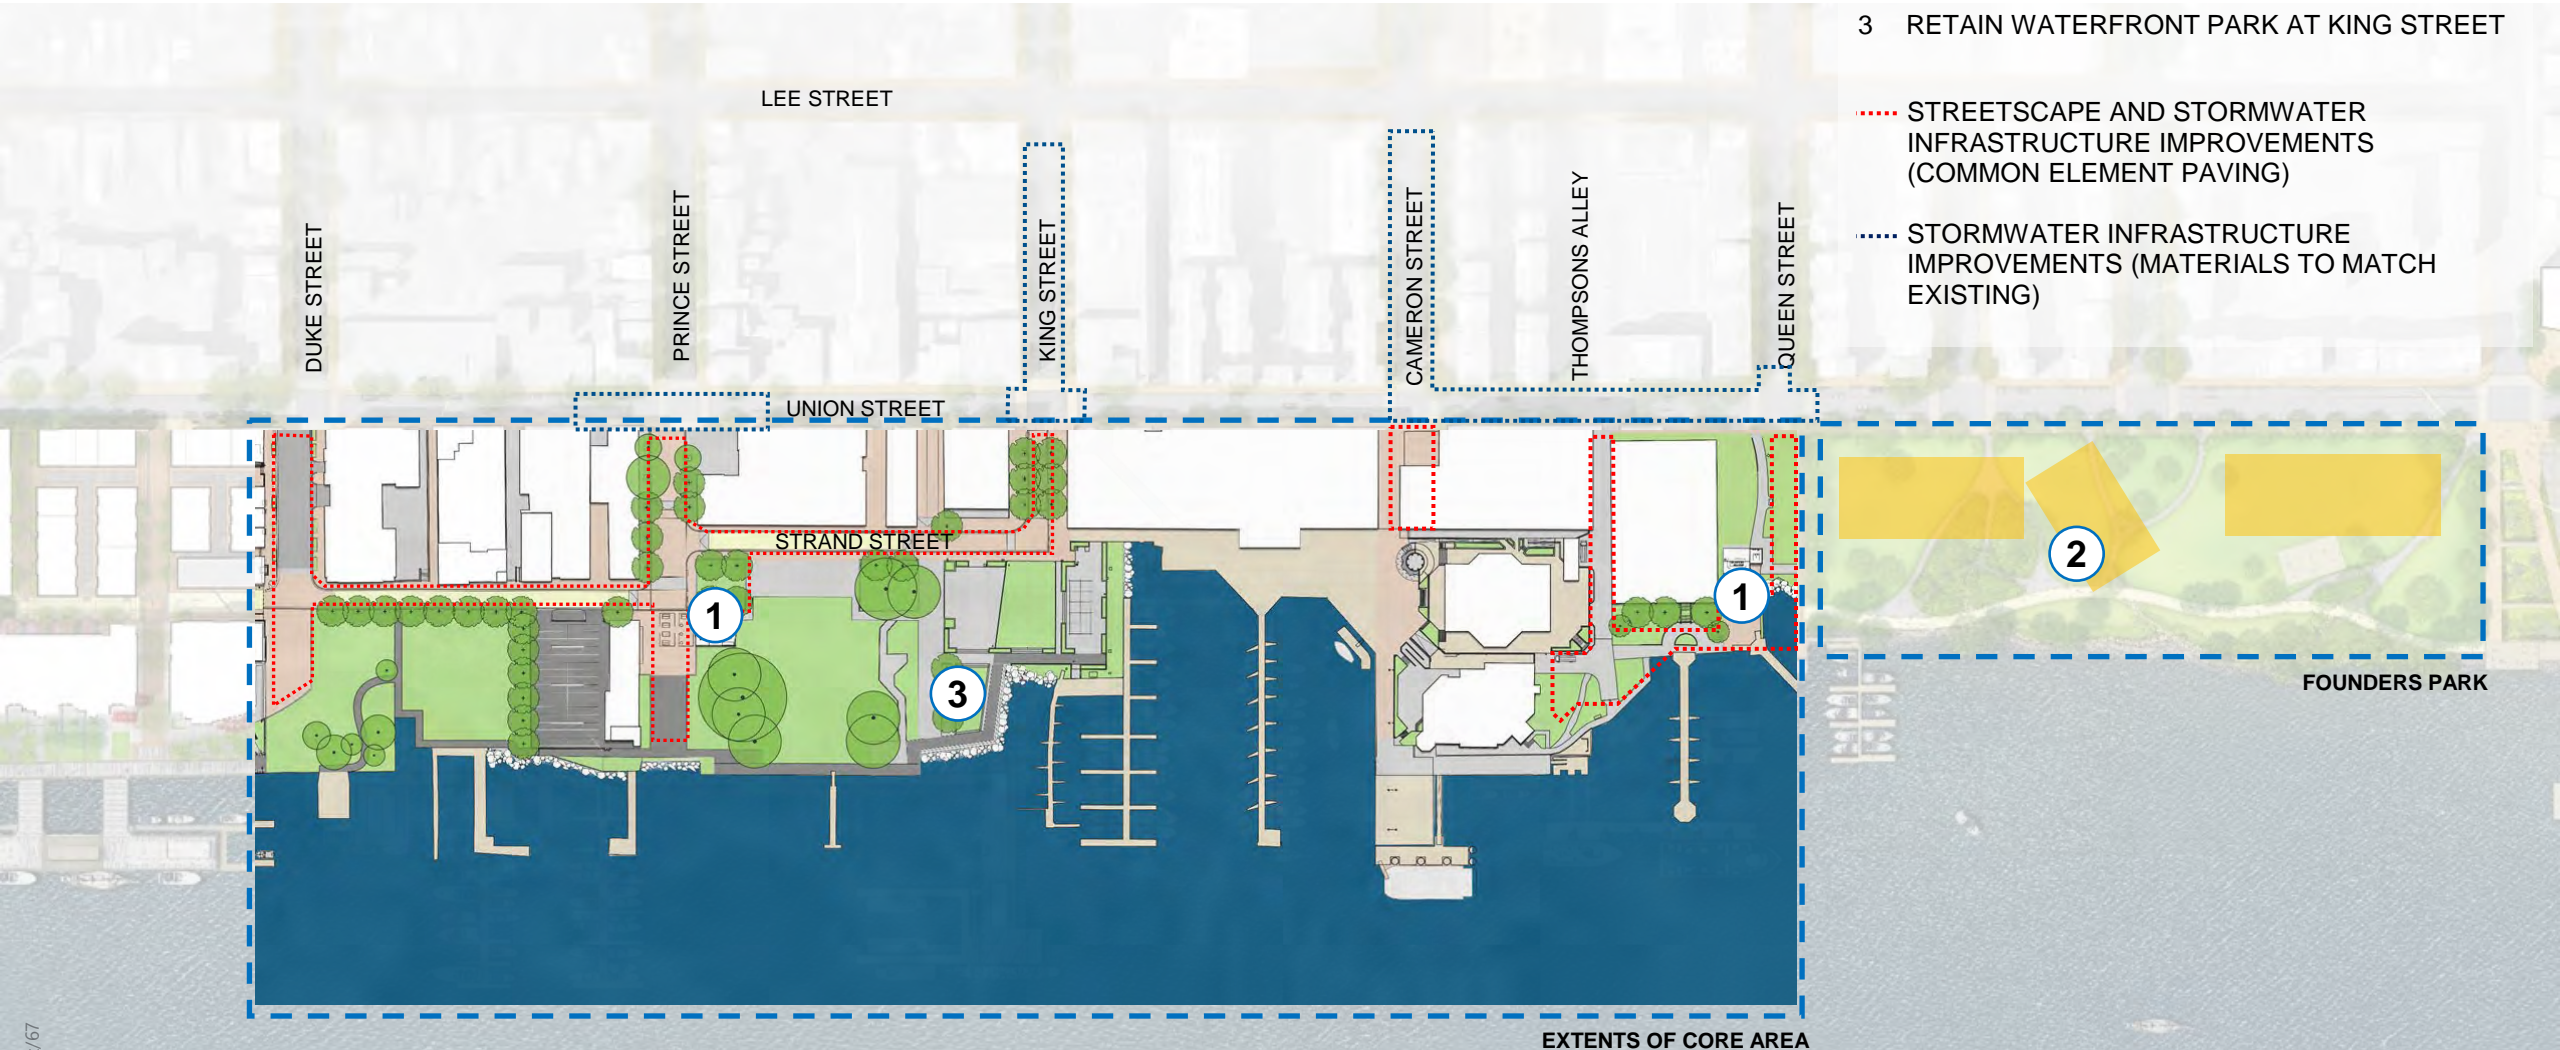 3 RETAIN WATERFRONT PARK AT KING STREET
STREETSCAPE AND STORMWATER
INFRASTRUCTURE IMPROVEMENTS
(COMMON ELEMENT PAVING)
STORMWATER INFRASTRUCTURE
IMPROVEMENTS (MATERIALS TO MATCH
EXISTING)
LEE STREET
DUKE STREET
PRINCE STREET
KING STREET
CAMERON STREET
THOMPSONS ALLEY
QUEEN STREET
UNION STREET
STRAND STREET
1
3
1
2
FOUNDERS PARK
EXTENTS OF CORE AREA
/67